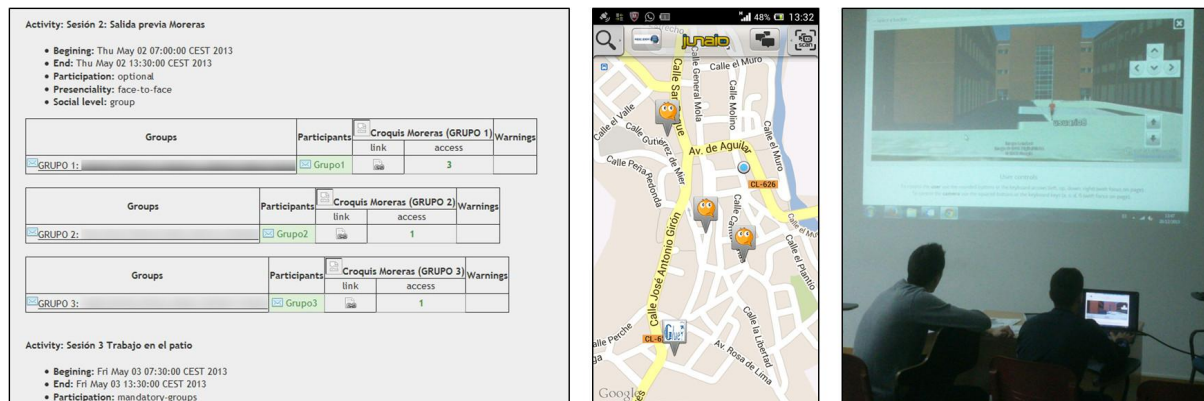 Activity: Sesión 2: Salida previa Moreras
Begining: Thu May 02 07:00:00 CEST 2013
End: Thu May 02 13:30:00 CEST 2013
Participation: optional
Presenciality: face-to-face
Social level: group
Groups Participants Croquis Moreras (GRUPO 1) Warnings
link access
GRUPO 1: Grupo1 3
Groups Participants Croquis Moreras (GRUPO 2) Warnings
link access
GRUPO 2: Grupo2 1
Groups Participants Croquis Moreras (GRUPO 3) Warnings
link access
GRUPO 3: Grupo3 1
Activity: Sesión 3 Trabajo en el patio
Begining: Fri May 03 07:30:00 CEST 2013
End: Fri May 03 13:30:00 CEST 2013
Participation: mandatory-groups
48% 13:32
junaio
scan
Calle el Muro
Calle San
Calle General Mola
Calle Molino
Calle el Valle
Calle Gutiérrez de Mier
Av. de Aguilar
Calle el Muro
Calle Peña Redonda
CL-626
Calle José Antonio Girón
Calle el Plantío
Calle la Libertad
CL-6
Av. Rosa de Lima
Google